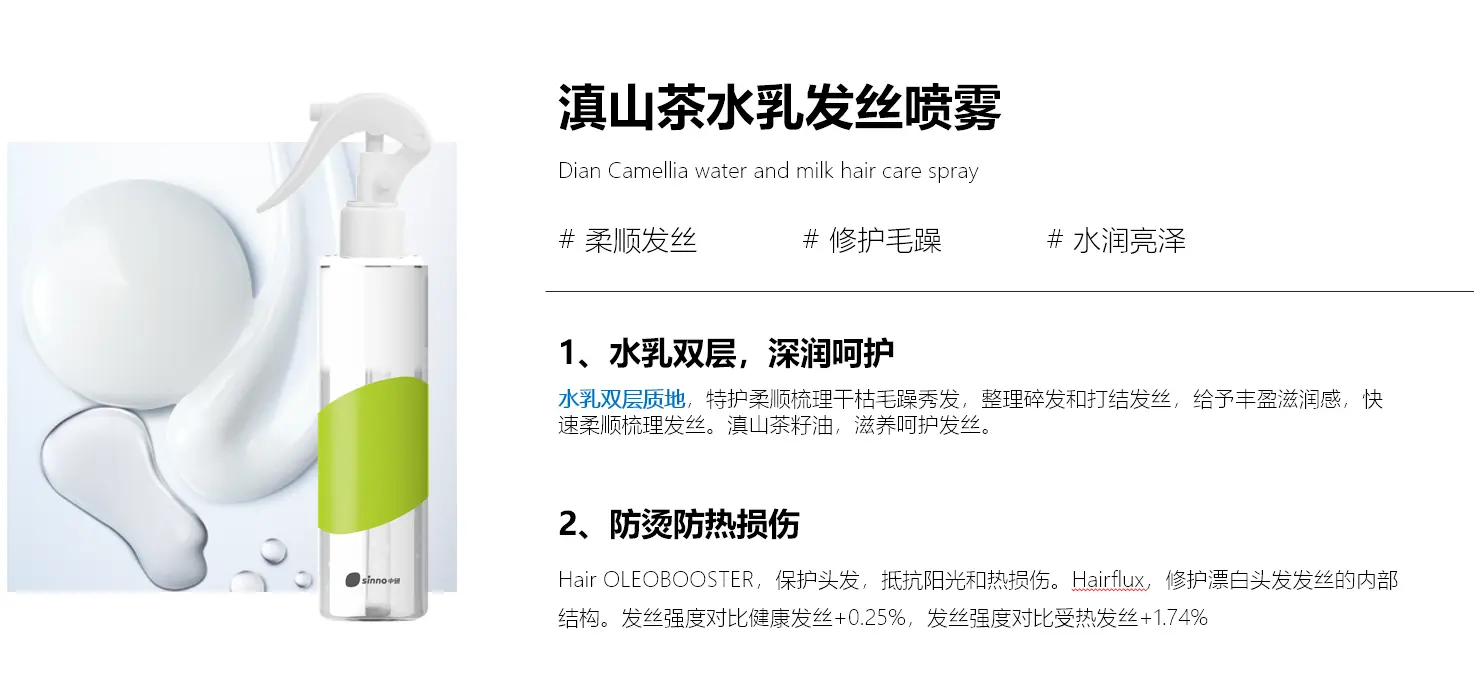 滇山茶水乳发丝喷雾
Dian Camellia water and milk hair care spray
# 柔顺发丝 # 修护毛躁 # 水润亮泽
1、水乳双层，深润呵护
水乳双层质地，特护柔顺梳理干枯毛躁秀发，整理碎发和打结发丝，给予丰盈滋润感，快
速柔顺梳理发丝。滇山茶籽油，滋养呵护发丝。
2、防烫防热损伤
Hair OLEOBOOSTER，保护头发，抵抗阳光和热损伤。Hairflux，修护漂白头发发丝的内部
结构。发丝强度对比健康发丝+0.25%，发丝强度对比受热发丝+1.74%
sinno中研